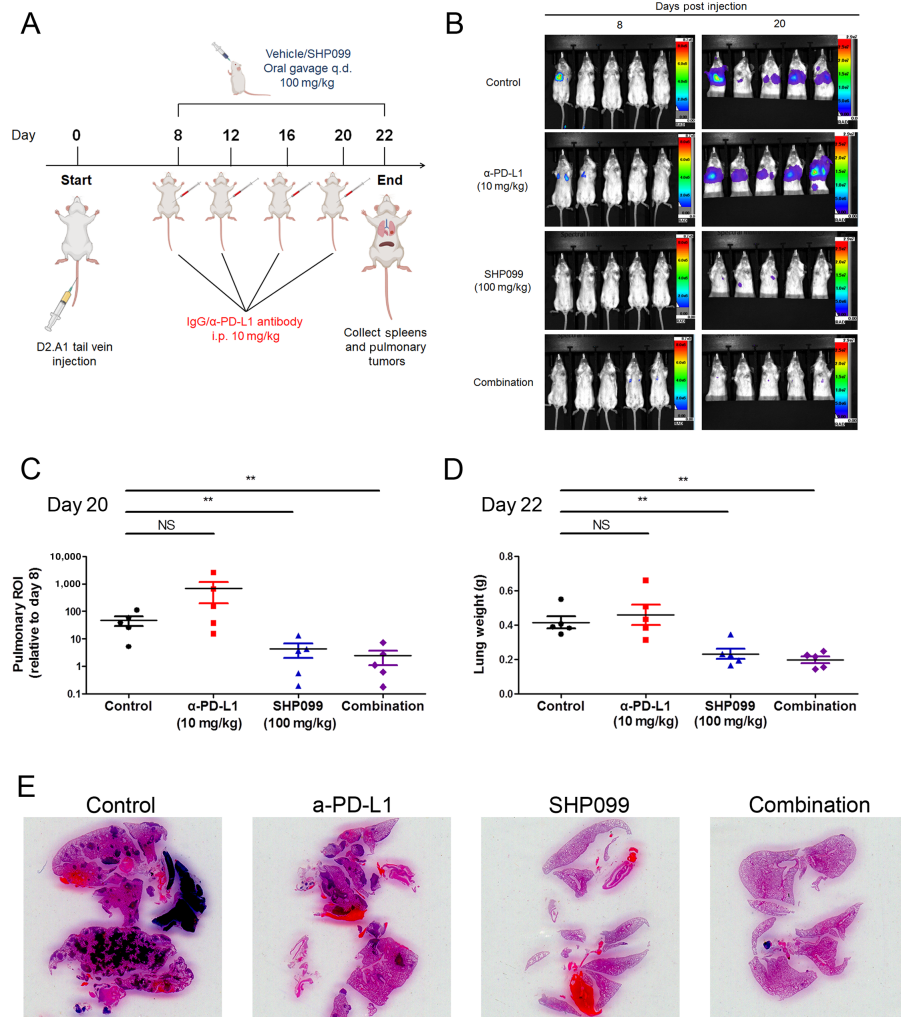 A
Vehicle/SHP099
Oral gavage q.d.
100 mg/kg
Day 0 8 12 16 20 22
Start
End
IgG/α-PD-L1 antibody
i.p. 10 mg/kg
D2.A1 tail vein
injection
Collect spleens
and pulmonary
tumors
B
Days post injection
8 20
Control
α-PD-L1
(10 mg/kg)
SHP099
(100 mg/kg)
Combination
C
Day 20
**
**
NS
Pulmonary ROI
(relative to day 8)
10,000
1,000
100
10
1
0.1
Control
α-PD-L1
(10 mg/kg)
SHP099
(100 mg/kg)
Combination
D
Day 22
**
**
NS
Lung weight (g)
0.8
0.6
0.4
0.2
0.0
Control
α-PD-L1
(10 mg/kg)
SHP099
(100 mg/kg)
Combination
E
Control
a-PD-L1
SHP099
Combination